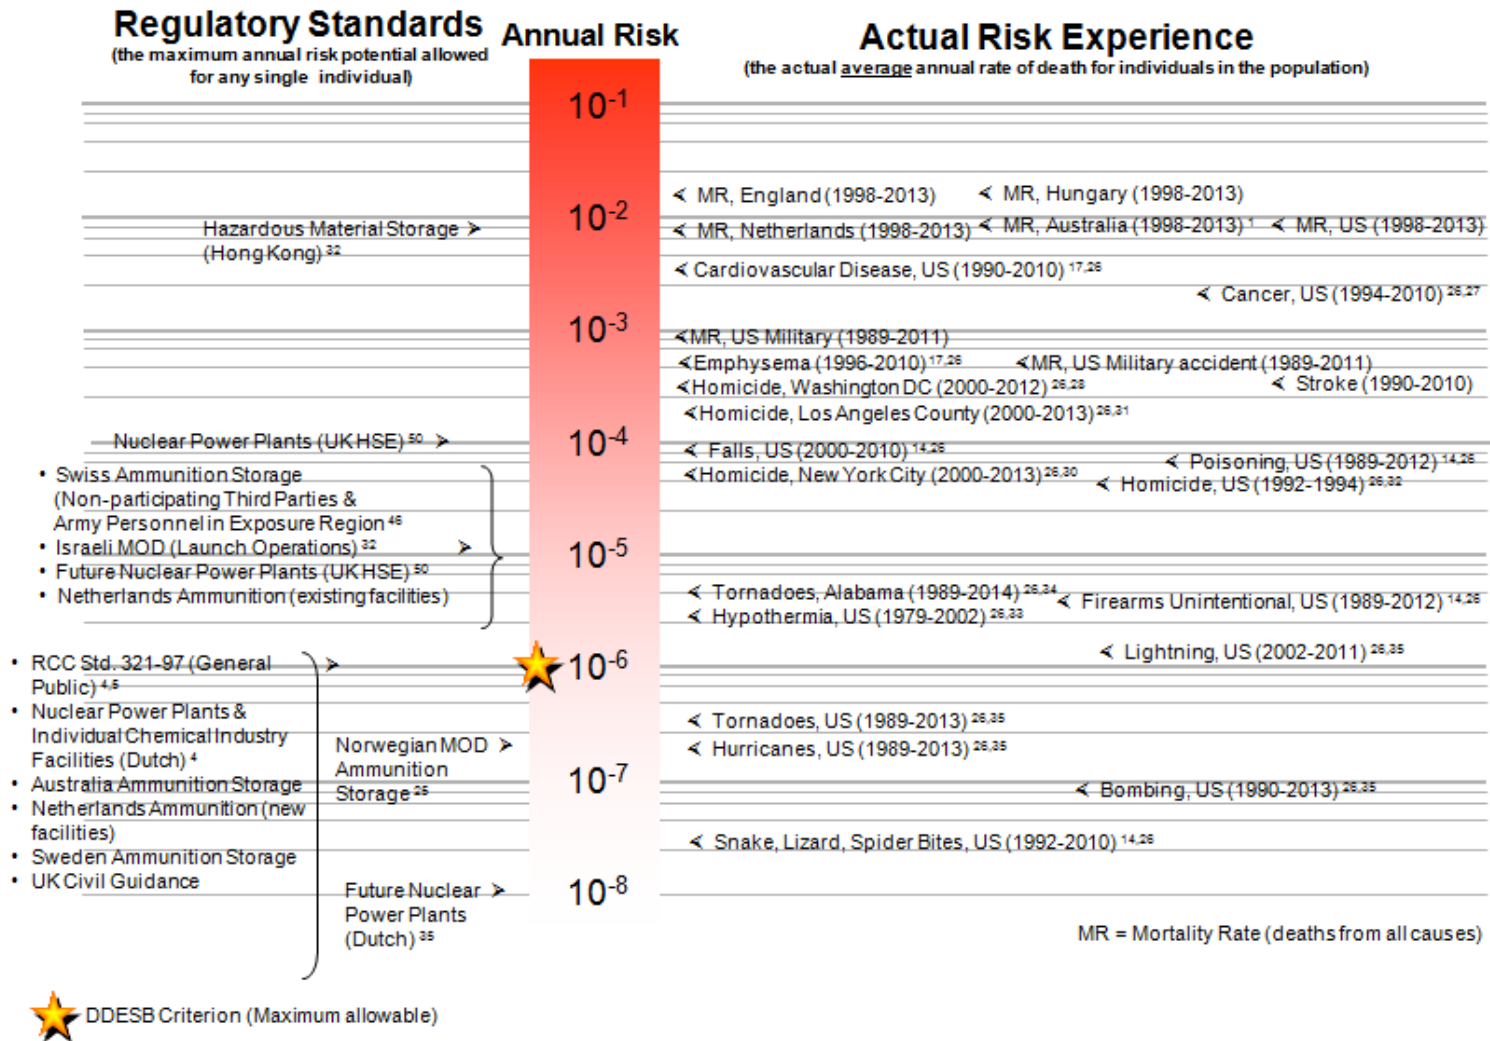 Regulatory Standards
(the maximum annual risk potential allowed
for any single individual)
Annual Risk
Actual Risk Experience
(the actual average annual rate of death for individuals in the population)
10⁻¹
10⁻²
10⁻³
10⁻⁴
10⁻⁵
10⁻⁶
10⁻⁷
10⁻⁸
Hazardous Material Storage ➢
(Hong Kong) ³²
Nuclear Power Plants (UK HSE) ⁵⁰ ➢
• Swiss Ammunition Storage
(Non-participating Third Parties &
Army Personnel in Exposure Region ⁴⁶
• Israeli MOD (Launch Operations) ³² ➢
• Future Nuclear Power Plants (UK HSE) ⁵⁰
• Netherlands Ammunition (existing facilities)
• RCC Std. 321-97 (General
Public) ⁴,⁵
• Nuclear Power Plants &
Individual Chemical Industry
Facilities (Dutch) ⁴
• Australia Ammunition Storage
• Netherlands Ammunition (new
facilities)
• Sweden Ammunition Storage
• UK Civil Guidance
Norwegian MOD ➢
Ammunition
Storage ²⁵
Future Nuclear ➢
Power Plants
(Dutch) ³⁵
MR, England (1998-2013)
MR, Hungary (1998-2013)
MR, Netherlands (1998-2013)
MR, Australia (1998-2013) ¹
MR, US (1998-2013)
Cardiovascular Disease, US (1990-2010) ¹⁷,²⁶
Cancer, US (1994-2010) ²⁶,²⁷
MR, US Military (1989-2011)
Emphysema (1996-2010) ¹⁷,²⁶
MR, US Military accident (1989-2011)
Homicide, Washington DC (2000-2012) ²⁶,²⁸
Stroke (1990-2010)
Homicide, Los Angeles County (2000-2013) ²⁶,³¹
Falls, US (2000-2010) ¹⁴,²⁶
Poisoning, US (1989-2012) ¹⁴,²⁶
Homicide, New York City (2000-2013) ²⁶,³⁰
Homicide, US (1992-1994) ²⁶,³²
Tornadoes, Alabama (1989-2014) ²⁶,³⁴
Firearms Unintentional, US (1989-2012) ¹⁴,²⁶
Hypothermia, US (1979-2002) ²⁶,³³
Lightning, US (2002-2011) ²⁶,³⁵
Tornadoes, US (1989-2013) ²⁶,³⁵
Hurricanes, US (1989-2013) ²⁶,³⁵
Bombing, US (1990-2013) ²⁶,³⁵
Snake, Lizard, Spider Bites, US (1992-2010) ¹⁴,²⁶
MR = Mortality Rate (deaths from all causes)
DDESB Criterion (Maximum allowable)